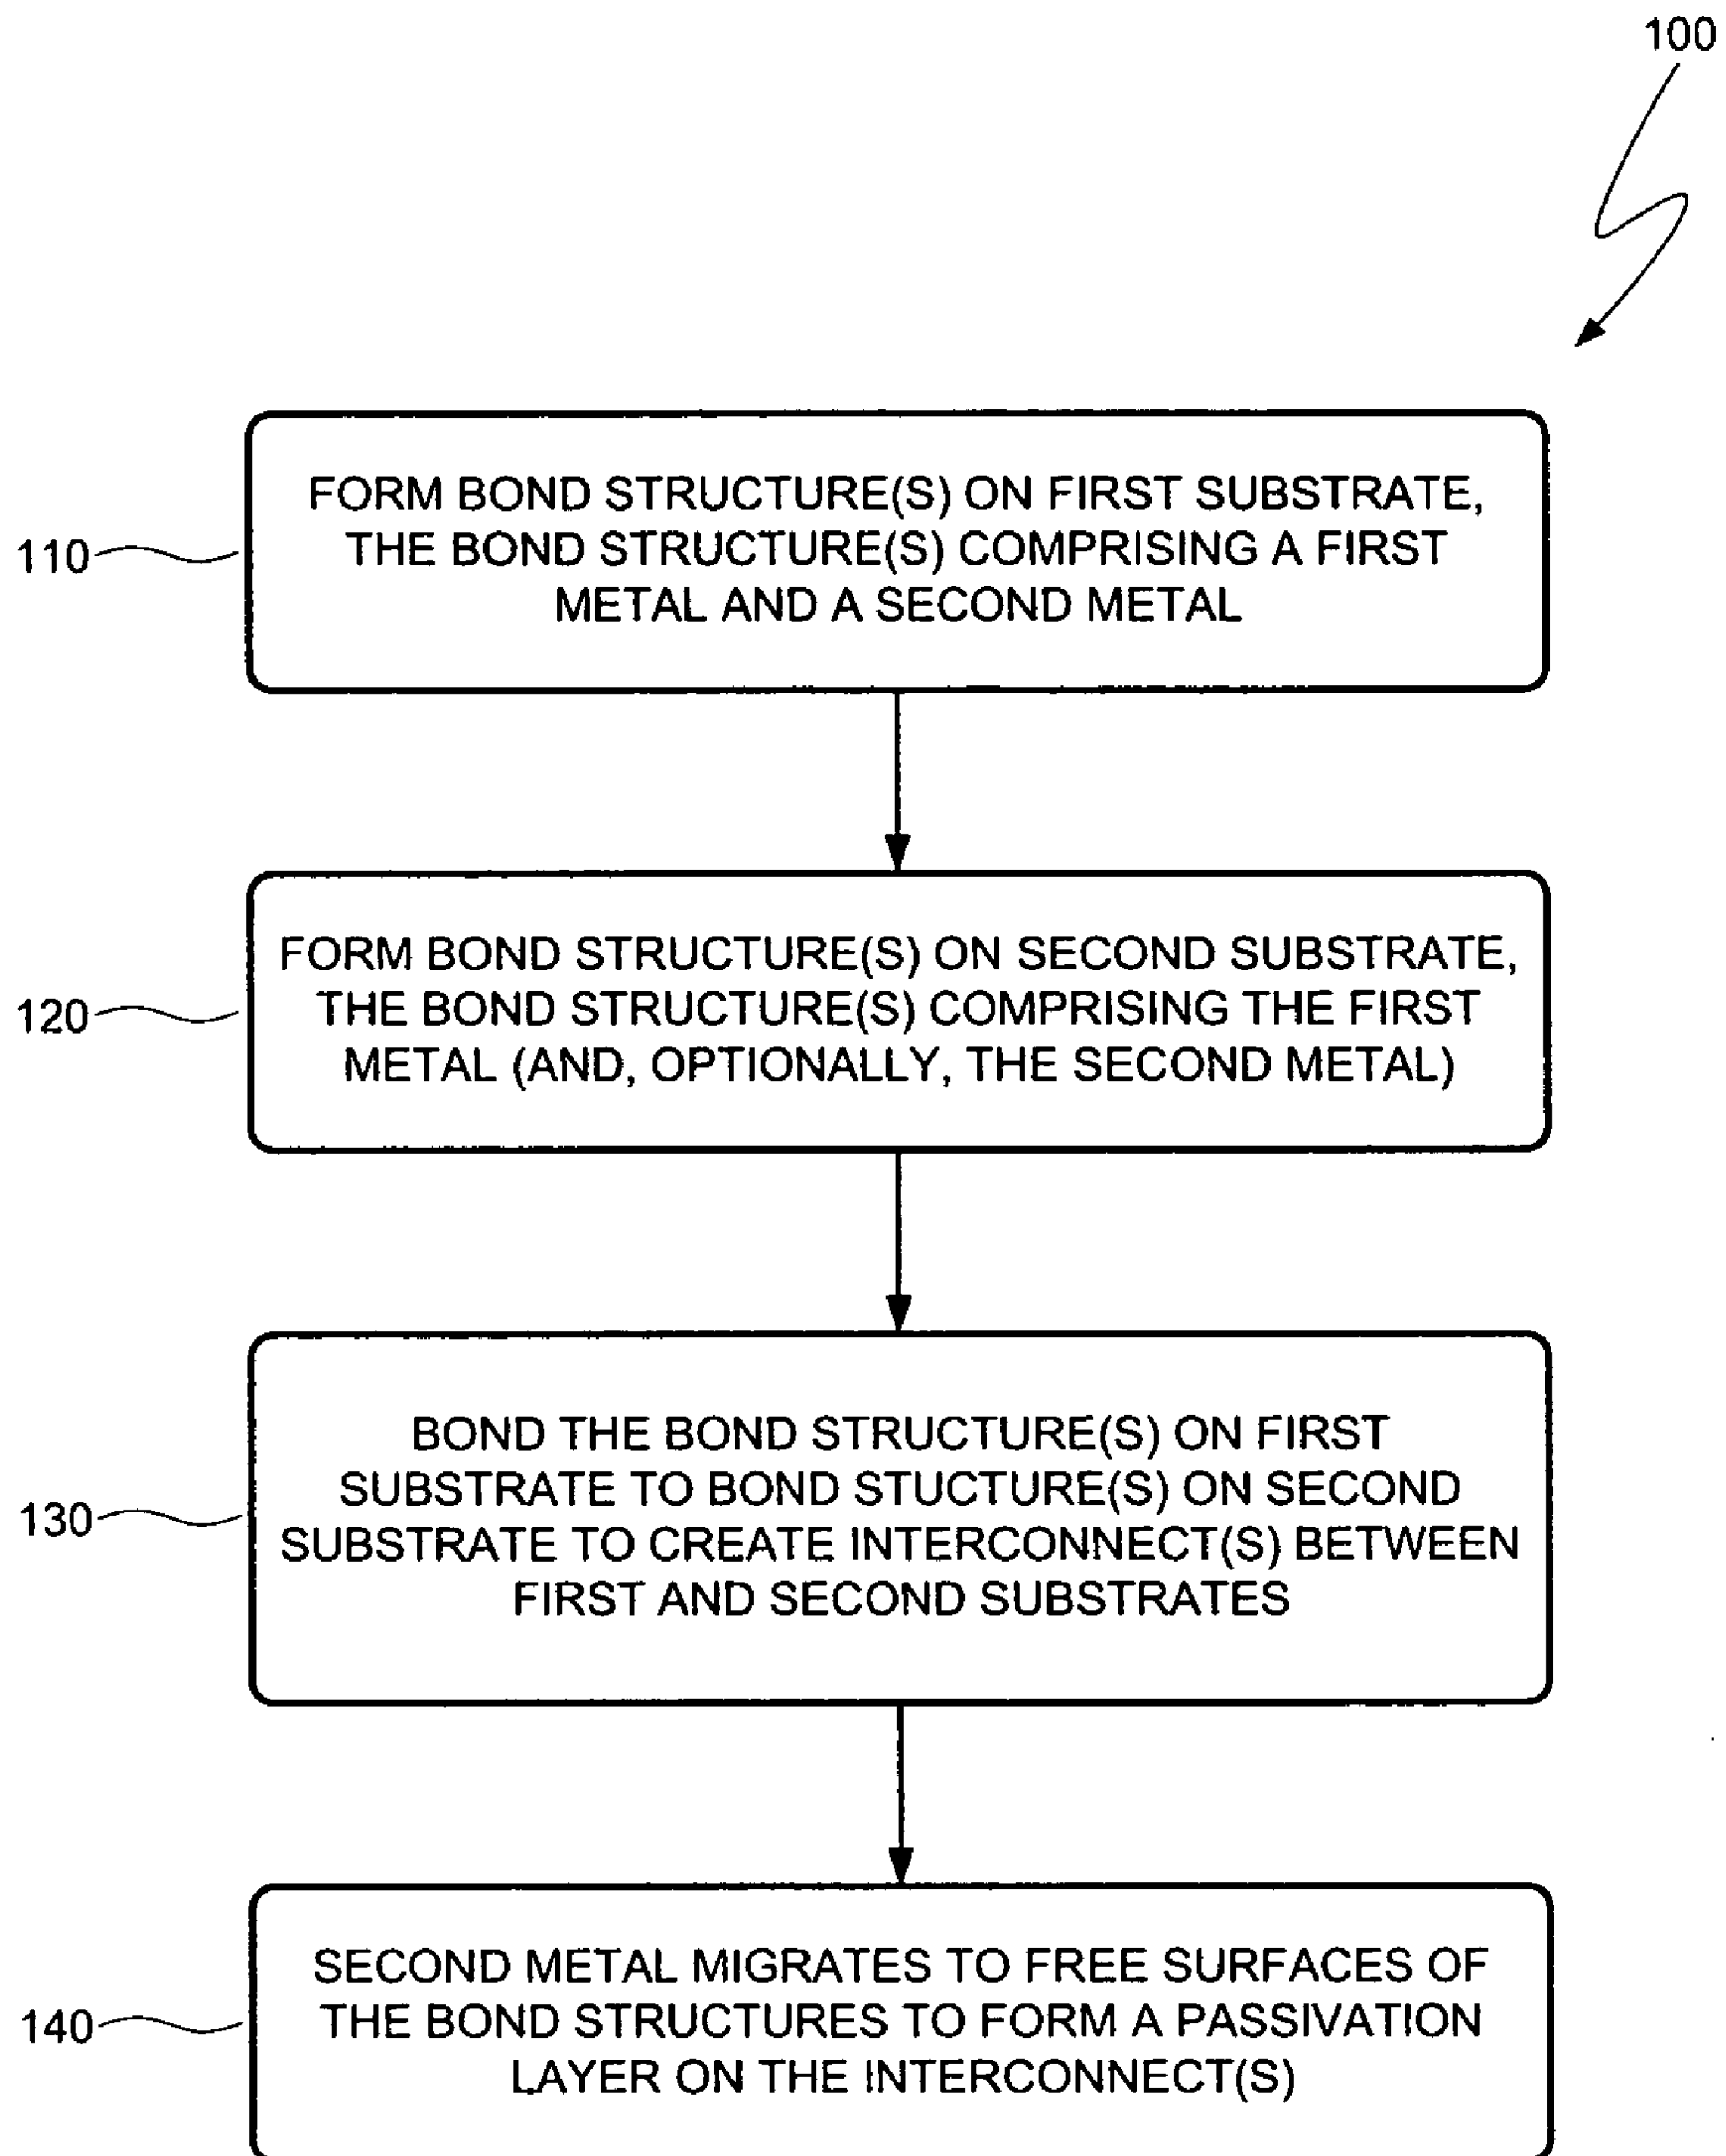 100
110
FORM BOND STRUCTURE(S) ON FIRST SUBSTRATE,
THE BOND STRUCTURE(S) COMPRISING A FIRST
METAL AND A SECOND METAL
120
FORM BOND STRUCTURE(S) ON SECOND SUBSTRATE,
THE BOND STRUCTURE(S) COMPRISING THE FIRST
METAL (AND, OPTIONALLY, THE SECOND METAL)
130
BOND THE BOND STRUCTURE(S) ON FIRST
SUBSTRATE TO BOND STUCTURE(S) ON SECOND
SUBSTRATE TO CREATE INTERCONNECT(S) BETWEEN
FIRST AND SECOND SUBSTRATES
140
SECOND METAL MIGRATES TO FREE SURFACES OF
THE BOND STRUCTURES TO FORM A PASSIVATION
LAYER ON THE INTERCONNECT(S)